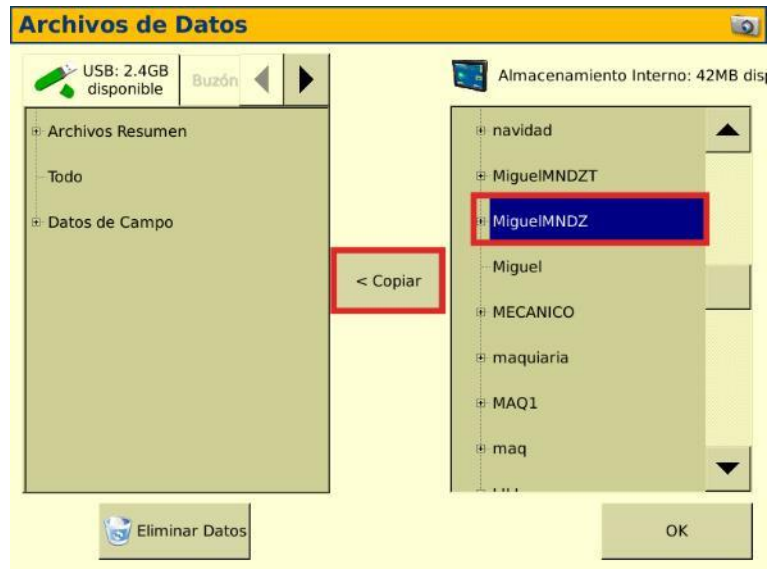 Archivos de Datos
USB: 2.4GB
disponible
Buzón
Almacenamiento Interno: 42MB
Archivos Resumen
Todo
Datos de Campo
< Copiar
navidad
MiguelMNDZT
MiguelMNDZ
Miguel
MECANICO
maquiaria
MAQ1
maq
Eliminar Datos
OK